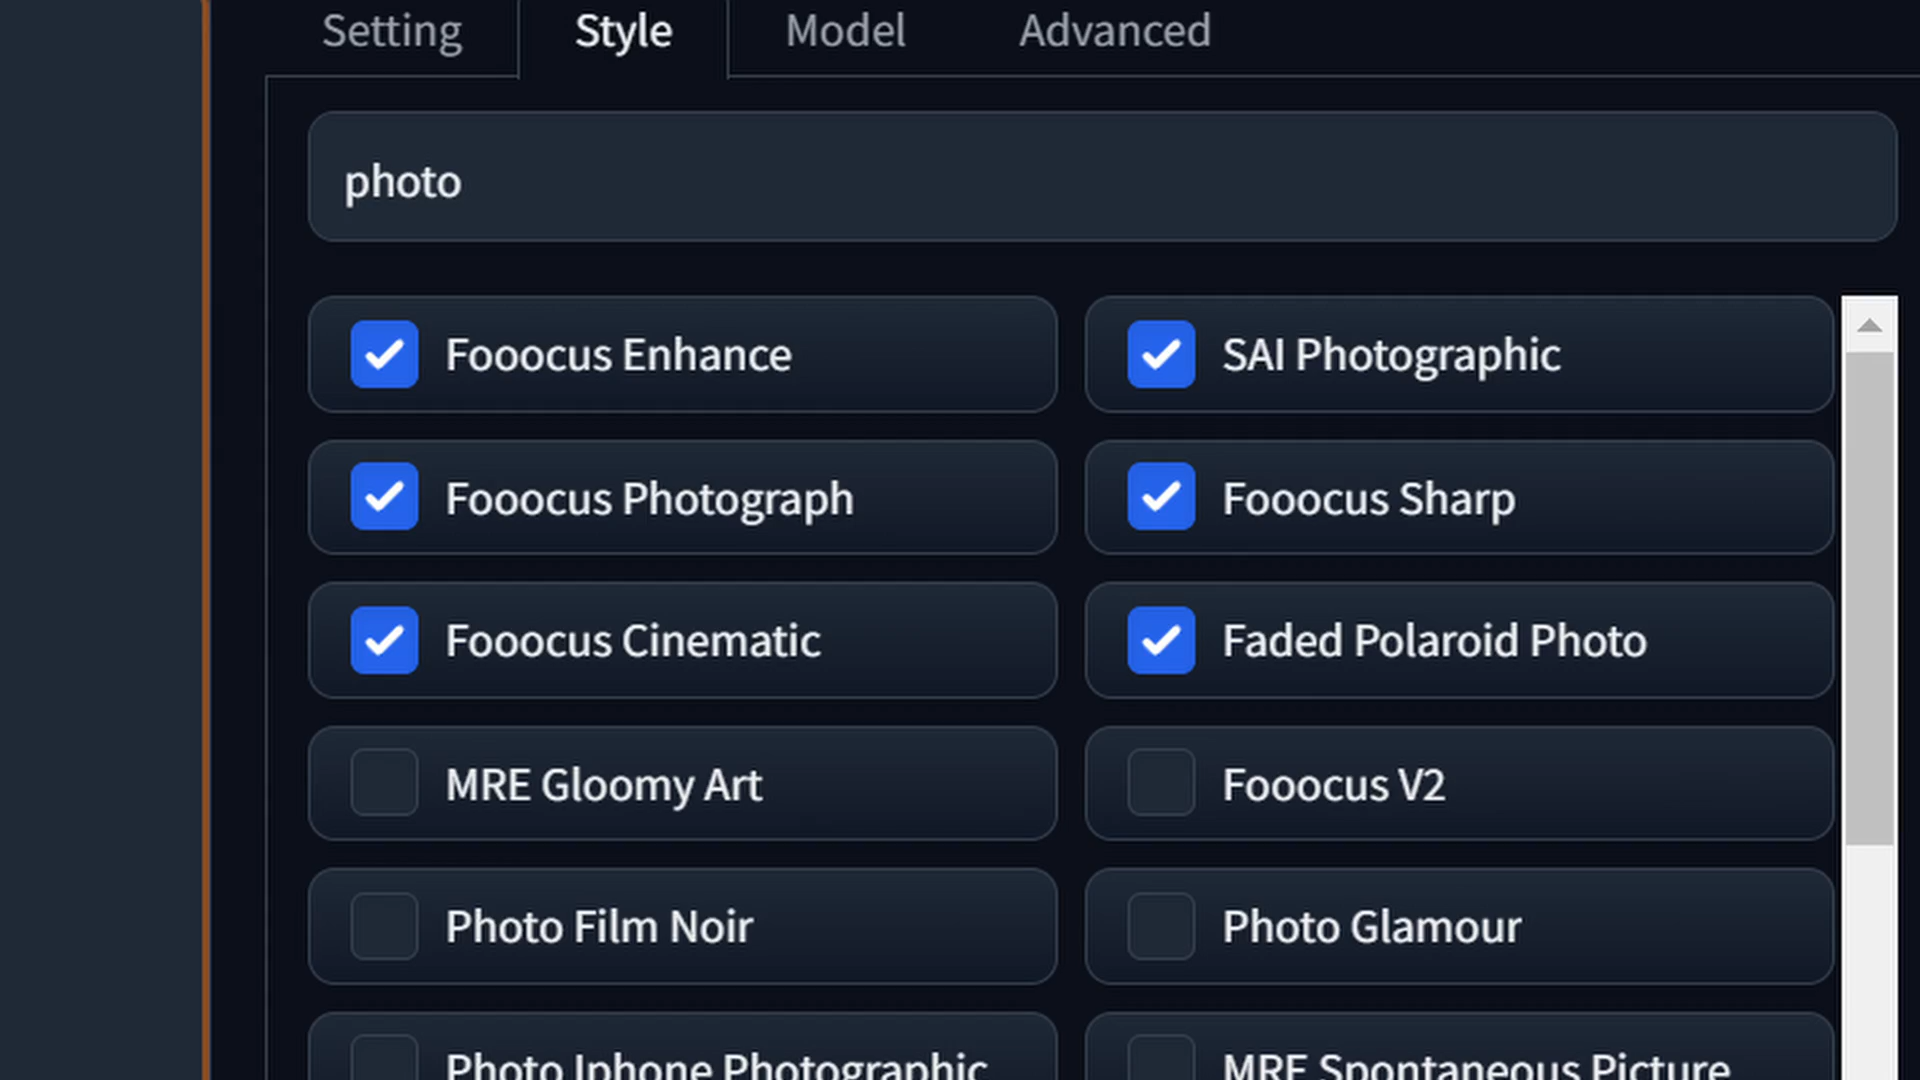 Setting Style Model Advanced
photo
Fooocus Enhance SAI Photographic
Fooocus Photograph Fooocus Sharp
Fooocus Cinematic Faded Polaroid Photo
MRE Gloomy Art Fooocus V2
Photo Film Noir Photo Glamour
Photo Iphone Photographic MRE Spontaneous Picture